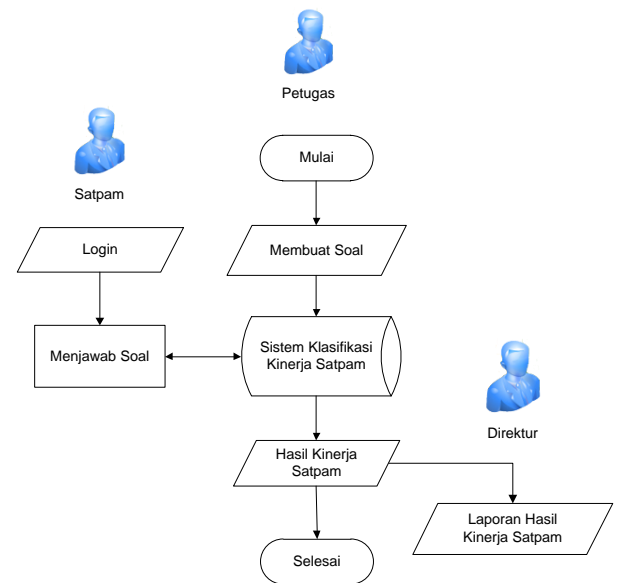 Petugas
Satpam
Mulai
Login
Membuat Soal
Menjawab Soal
Sistem Klasifikasi
Kinerja Satpam
Direktur
Hasil Kinerja
Satpam
Laporan Hasil
Kinerja Satpam
Selesai